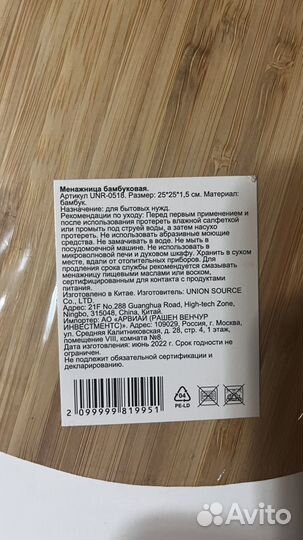 Менажница бамбуковая.
Артикул UNR-0518. Размер: 25*25*1,5 см. Материал:
бамбук.
Назначение: для бытовых нужд.
Рекомендации по уходу: Перед первым применением и
после использования протереть влажной салфеткой
или промыть под струей воды, а затем насухо
протереть. Не использовать абразивные моющие
средства. Не замачивать в воде. Не мыть в
посудомоечной машине. Не использовать в
микроволновой печи и духовом шкафу. Хранить в сухом
месте, вдали от отопительных приборов. Для
продления срока службы рекомендуется смазывать
менажницу пищевыми маслами или воском,
сертифицированным для контакта с продуктами
питания.
Изготовлено в Китае. Изготовитель: UNION SOURCE
Co., LTD.
Адрес: 21F No.288 Guanghua Road, High-tech Zone,
Ningbo, 315048, China, Китай.
Импортер: АО «АРВИАЙ (РАШЕН ВЕНЧУР
ИНВЕСТМЕНТС)». Адрес: 109029, Россия, г. Москва,
ул. Средняя Калитниковская, д. 28, стр. 4, 1 этаж,
помещение VIII, комната №8.
Дата изготовления: июнь 2022 г. Срок годности не
ограничен.
Не подлежит обязательной сертификации и
декларированию.
2 099999 819951
04
PE-LD
Avito